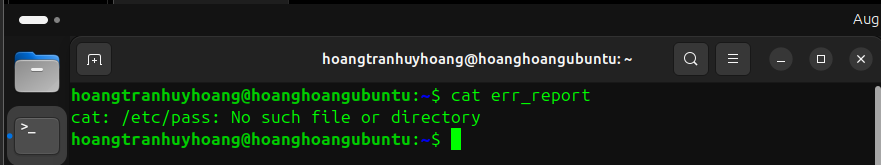 Aug
hoangtranhuyhoang@hoanghoangubuntu: ~
hoangtranhuyhoang@hoanghoangubuntu:~$ cat err_report
cat: /etc/pass: No such file or directory
hoangtranhuyhoang@hoanghoangubuntu:~$
>_